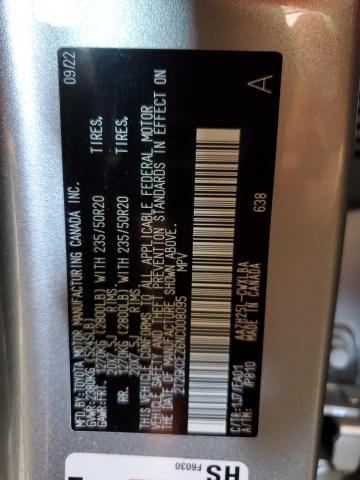 MFD.BY: TOYOTA MOTOR MANUFACTURING CANADA INC. 09/22
GVWR: 2380KG (5245LB)
GAWR: FRT. 1270KG (2800LB) WITH 235/50R20 TIRES,
20X7.5J RIMS,
RR. 1270KG (2800LB) WITH 235/50R20 TIRES,
20X7.5J RIMS,
THIS VEHICLE CONFORMS TO ALL APPLICABLE FEDERAL MOTOR
VEHICLE SAFETY AND THEFT PREVENTION STANDARDS IN EFFECT ON
THE DATE OF MANUFACTURE SHOWN ABOVE.
MPV
638 A
C/TR: 1J7/EA01
A/TM: /P810
MADE IN CANADA
HS
F6030